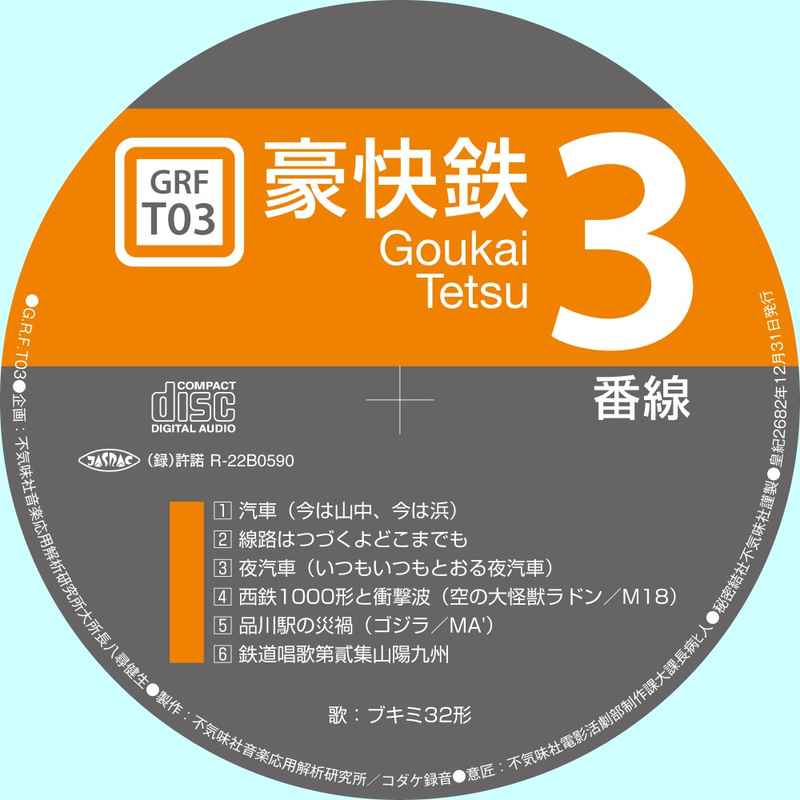 GRF
T03
豪快鉄
Goukai
Tetsu
3
番線
COMPACT
disc
DIGITAL AUDIO
JASRAC
(録)許諾 R-22B0590
1 汽車（今は山中、今は浜）
2 線路はつづくよどこまでも
3 夜汽車（いつもいつもとおる夜汽車）
4 西鉄1000形と衝撃波（空の大怪獣ラドン／M18）
5 品川駅の災禍（ゴジラ／MA'）
6 鉄道唱歌第貳集山陽九州
歌：ブキミ32形
●G.R.F. T03●企画：不気味社音楽応用解析研究所大所長八尋健生●製作：不気味社音楽応用解析研究所／コダケ録音●意匠：不気味社電影活劇部制作課大課長病ヒ人●秘密結社不気味社謹製●皇紀2682年12月31日発行